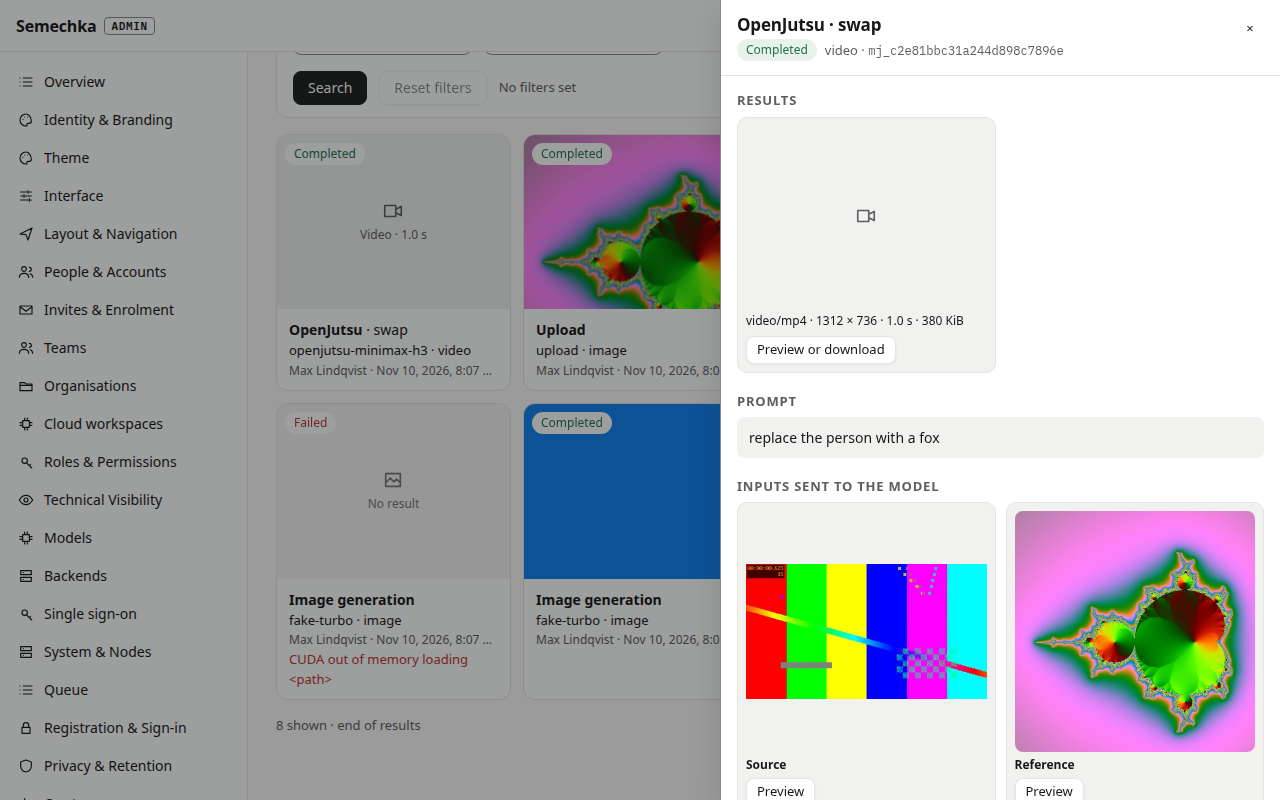 Semechka ADMIN
Overview
Identity & Branding
Theme
Interface
Layout & Navigation
People & Accounts
Invites & Enrolment
Teams
Organisations
Cloud workspaces
Roles & Permissions
Technical Visibility
Models
Backends
Single sign-on
System & Nodes
Queue
Registration & Sign-in
Privacy & Retention
Search
Reset filters
No filters set
Completed
Video · 1.0 s
OpenJutsu · swap
openjutsu-minimax-h3 · video
Max Lindqvist · Nov 10, 2026, 8:07 ...
Completed
Upload
upload · image
Max Lindqvist · Nov 10, 2026, 8:0
Failed
No result
Image generation
fake-turbo · image
Max Lindqvist · Nov 10, 2026, 8:07 ...
CUDA out of memory loading
<path>
Completed
Image generation
fake-turbo · image
Max Lindqvist · Nov 10, 2026, 8:0
8 shown · end of results
OpenJutsu · swap
×
Completed video · mj_c2e81bbc31a244d898c7896e
RESULTS
video/mp4 · 1312 × 736 · 1.0 s · 380 KiB
Preview or download
PROMPT
replace the person with a fox
INPUTS SENT TO THE MODEL
Source
Preview
Reference
Preview